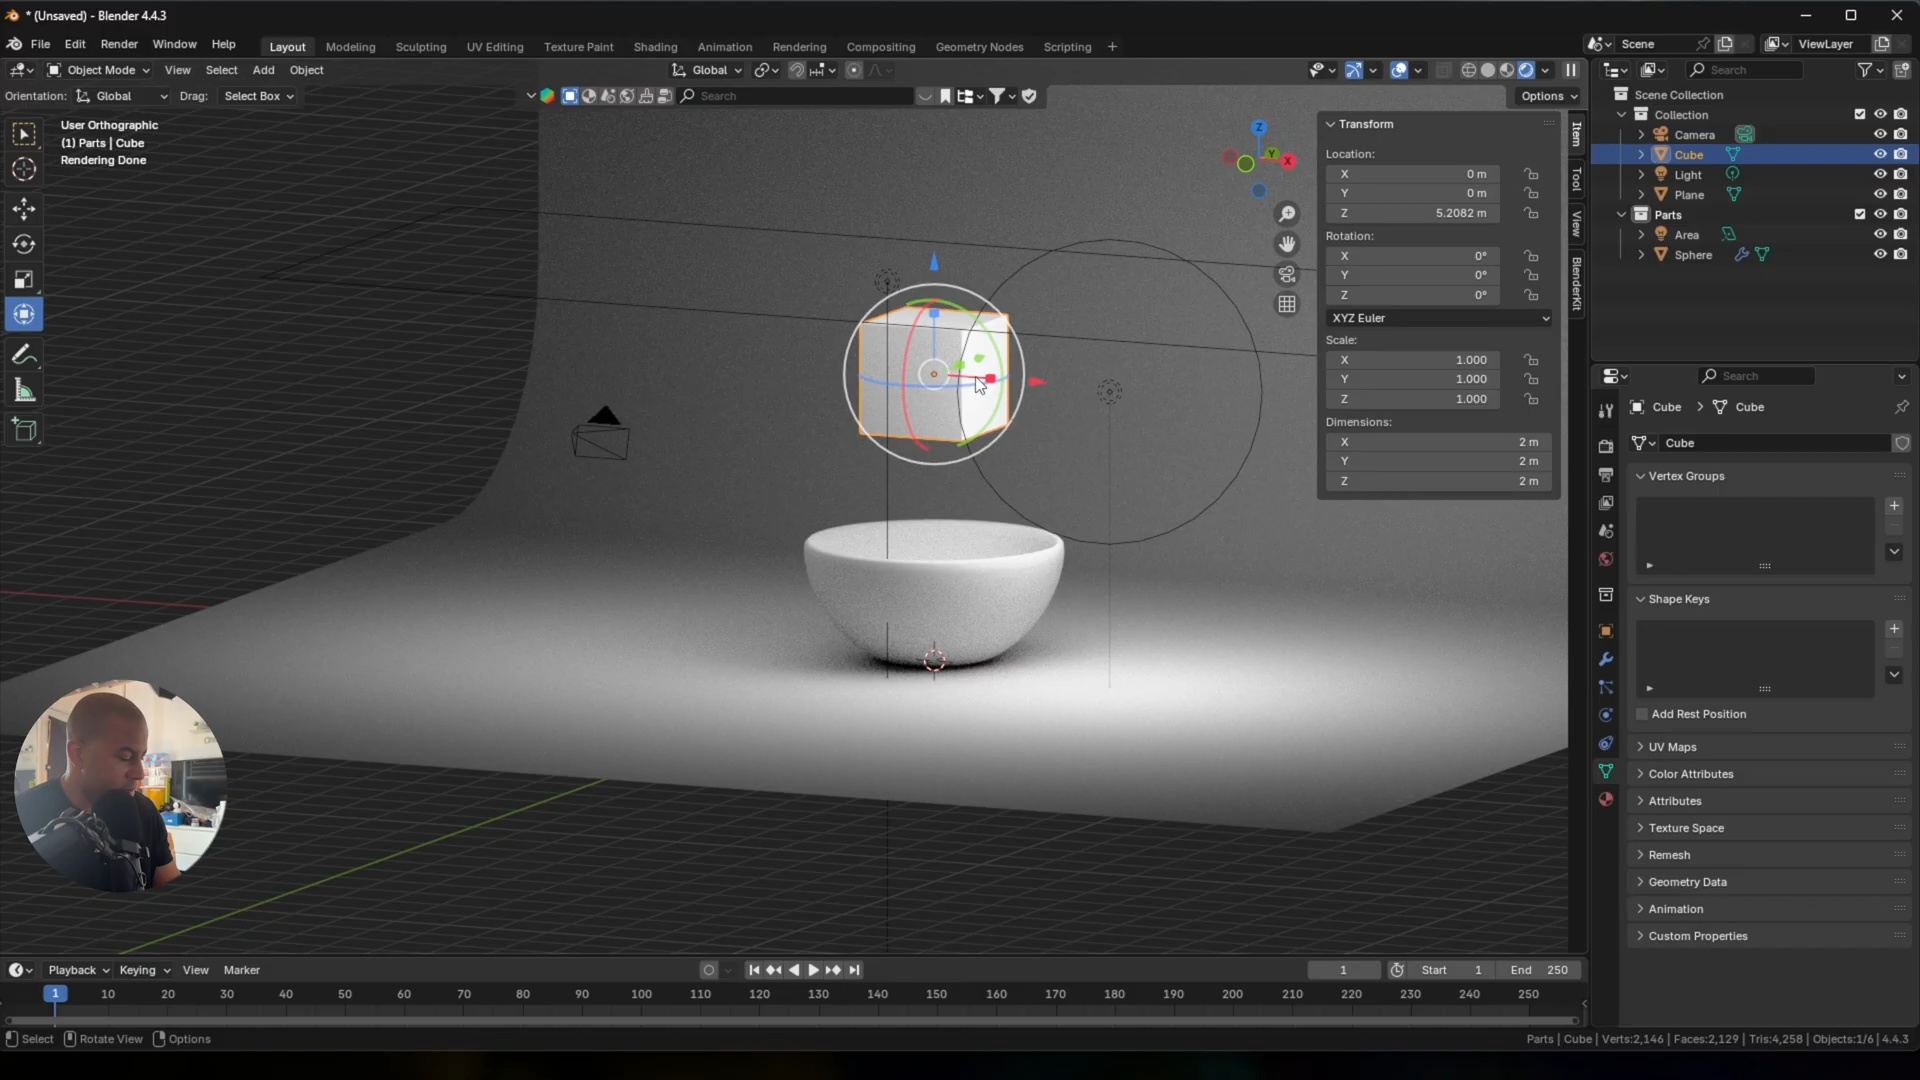 * (Unsaved) - Blender 4.4.3
File Edit Render Window Help
Layout Modeling Sculpting UV Editing Texture Paint Shading Animation Rendering Compositing Geometry Nodes Scripting +
Scene
ViewLayer
Object Mode View Select Add Object
Global
Search
Orientation: Global Drag: Select Box
Search
Options
Scene Collection
Collection
Camera
Cube
Light
Plane
Parts
Area
Sphere
User Orthographic
(1) Parts | Cube
Rendering Done
Z
Y
X
Transform
Location:
X 0 m
Y 0 m
Z 5.2082 m
Rotation:
X 0°
Y 0°
Z 0°
XYZ Euler
Scale:
X 1.000
Y 1.000
Z 1.000
Dimensions:
X 2 m
Y 2 m
Z 2 m
Item
Tool
View
BlenderKit
Search
Cube > Cube
Cube
Vertex Groups
Shape Keys
Add Rest Position
UV Maps
Color Attributes
Attributes
Texture Space
Remesh
Geometry Data
Animation
Custom Properties
Playback Keying View Marker
1 Start 1 End 250
1 10 20 30 40 50 60 70 80 90 100 110 120 130 140 150 160 170 180 190 200 210 220 230 240 250
Select Rotate View Options
Parts | Cube | Verts:2,146 | Faces:2,129 | Tris:4,258 | Objects:1/6 | 4.4.3